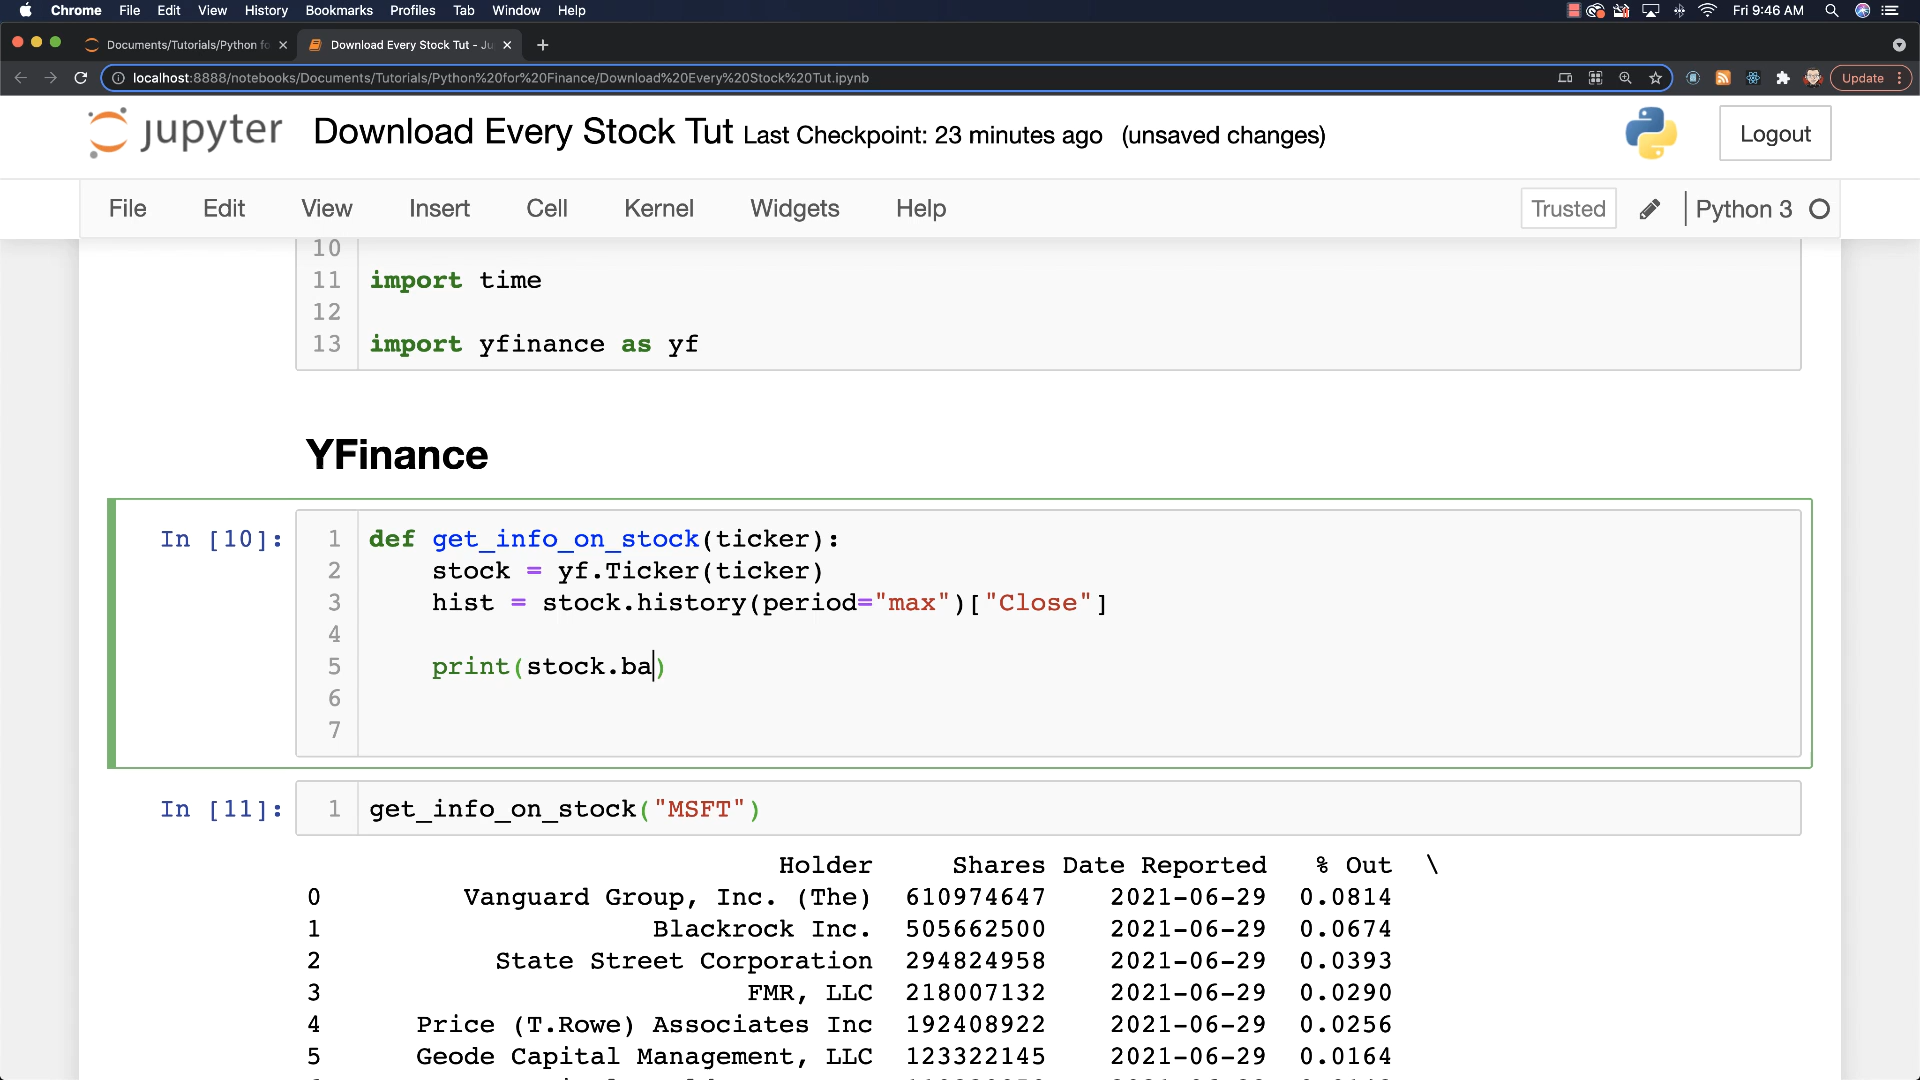 Chrome File Edit View History Bookmarks Profiles Tab Window Help Fri 9:46 AM
Documents/Tutorials/Python fo Download Every Stock Tut - Ju
localhost:8888/notebooks/Documents/Tutorials/Python%20for%20Finance/Download%20Every%20Stock%20Tut.ipynb Update
jupyter Download Every Stock Tut Last Checkpoint: 23 minutes ago (unsaved changes) Logout
File Edit View Insert Cell Kernel Widgets Help Trusted Python 3
10
11 import time
12
13 import yfinance as yf
YFinance
In [10]: 1 def get_info_on_stock(ticker):
2 stock = yf.Ticker(ticker)
3 hist = stock.history(period="max")["Close"]
4
5 print(stock.ba)
6
7
In [11]: 1 get_info_on_stock("MSFT")
Holder Shares Date Reported % Out \
0 Vanguard Group, Inc. (The) 610974647 2021-06-29 0.0814
1 Blackrock Inc. 505662500 2021-06-29 0.0674
2 State Street Corporation 294824958 2021-06-29 0.0393
3 FMR, LLC 218007132 2021-06-29 0.0290
4 Price (T.Rowe) Associates Inc 192408922 2021-06-29 0.0256
5 Geode Capital Management, LLC 123322145 2021-06-29 0.0164